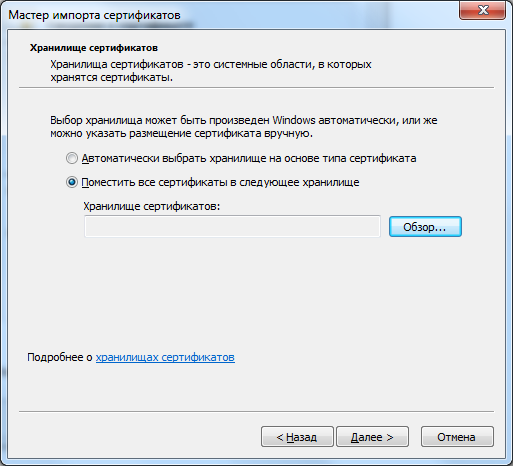 Мастер импорта сертификатов
Хранилище сертификатов
Хранилища сертификатов - это системные области, в которых
хранятся сертификаты.
Выбор хранилища может быть произведен Windows автоматически, или же
можно указать размещение сертификата вручную.
Автоматически выбрать хранилище на основе типа сертификата
Поместить все сертификаты в следующее хранилище
Хранилище сертификатов:
Обзор...
Подробнее о хранилищах сертификатов
< Назад
Далее >
Отмена